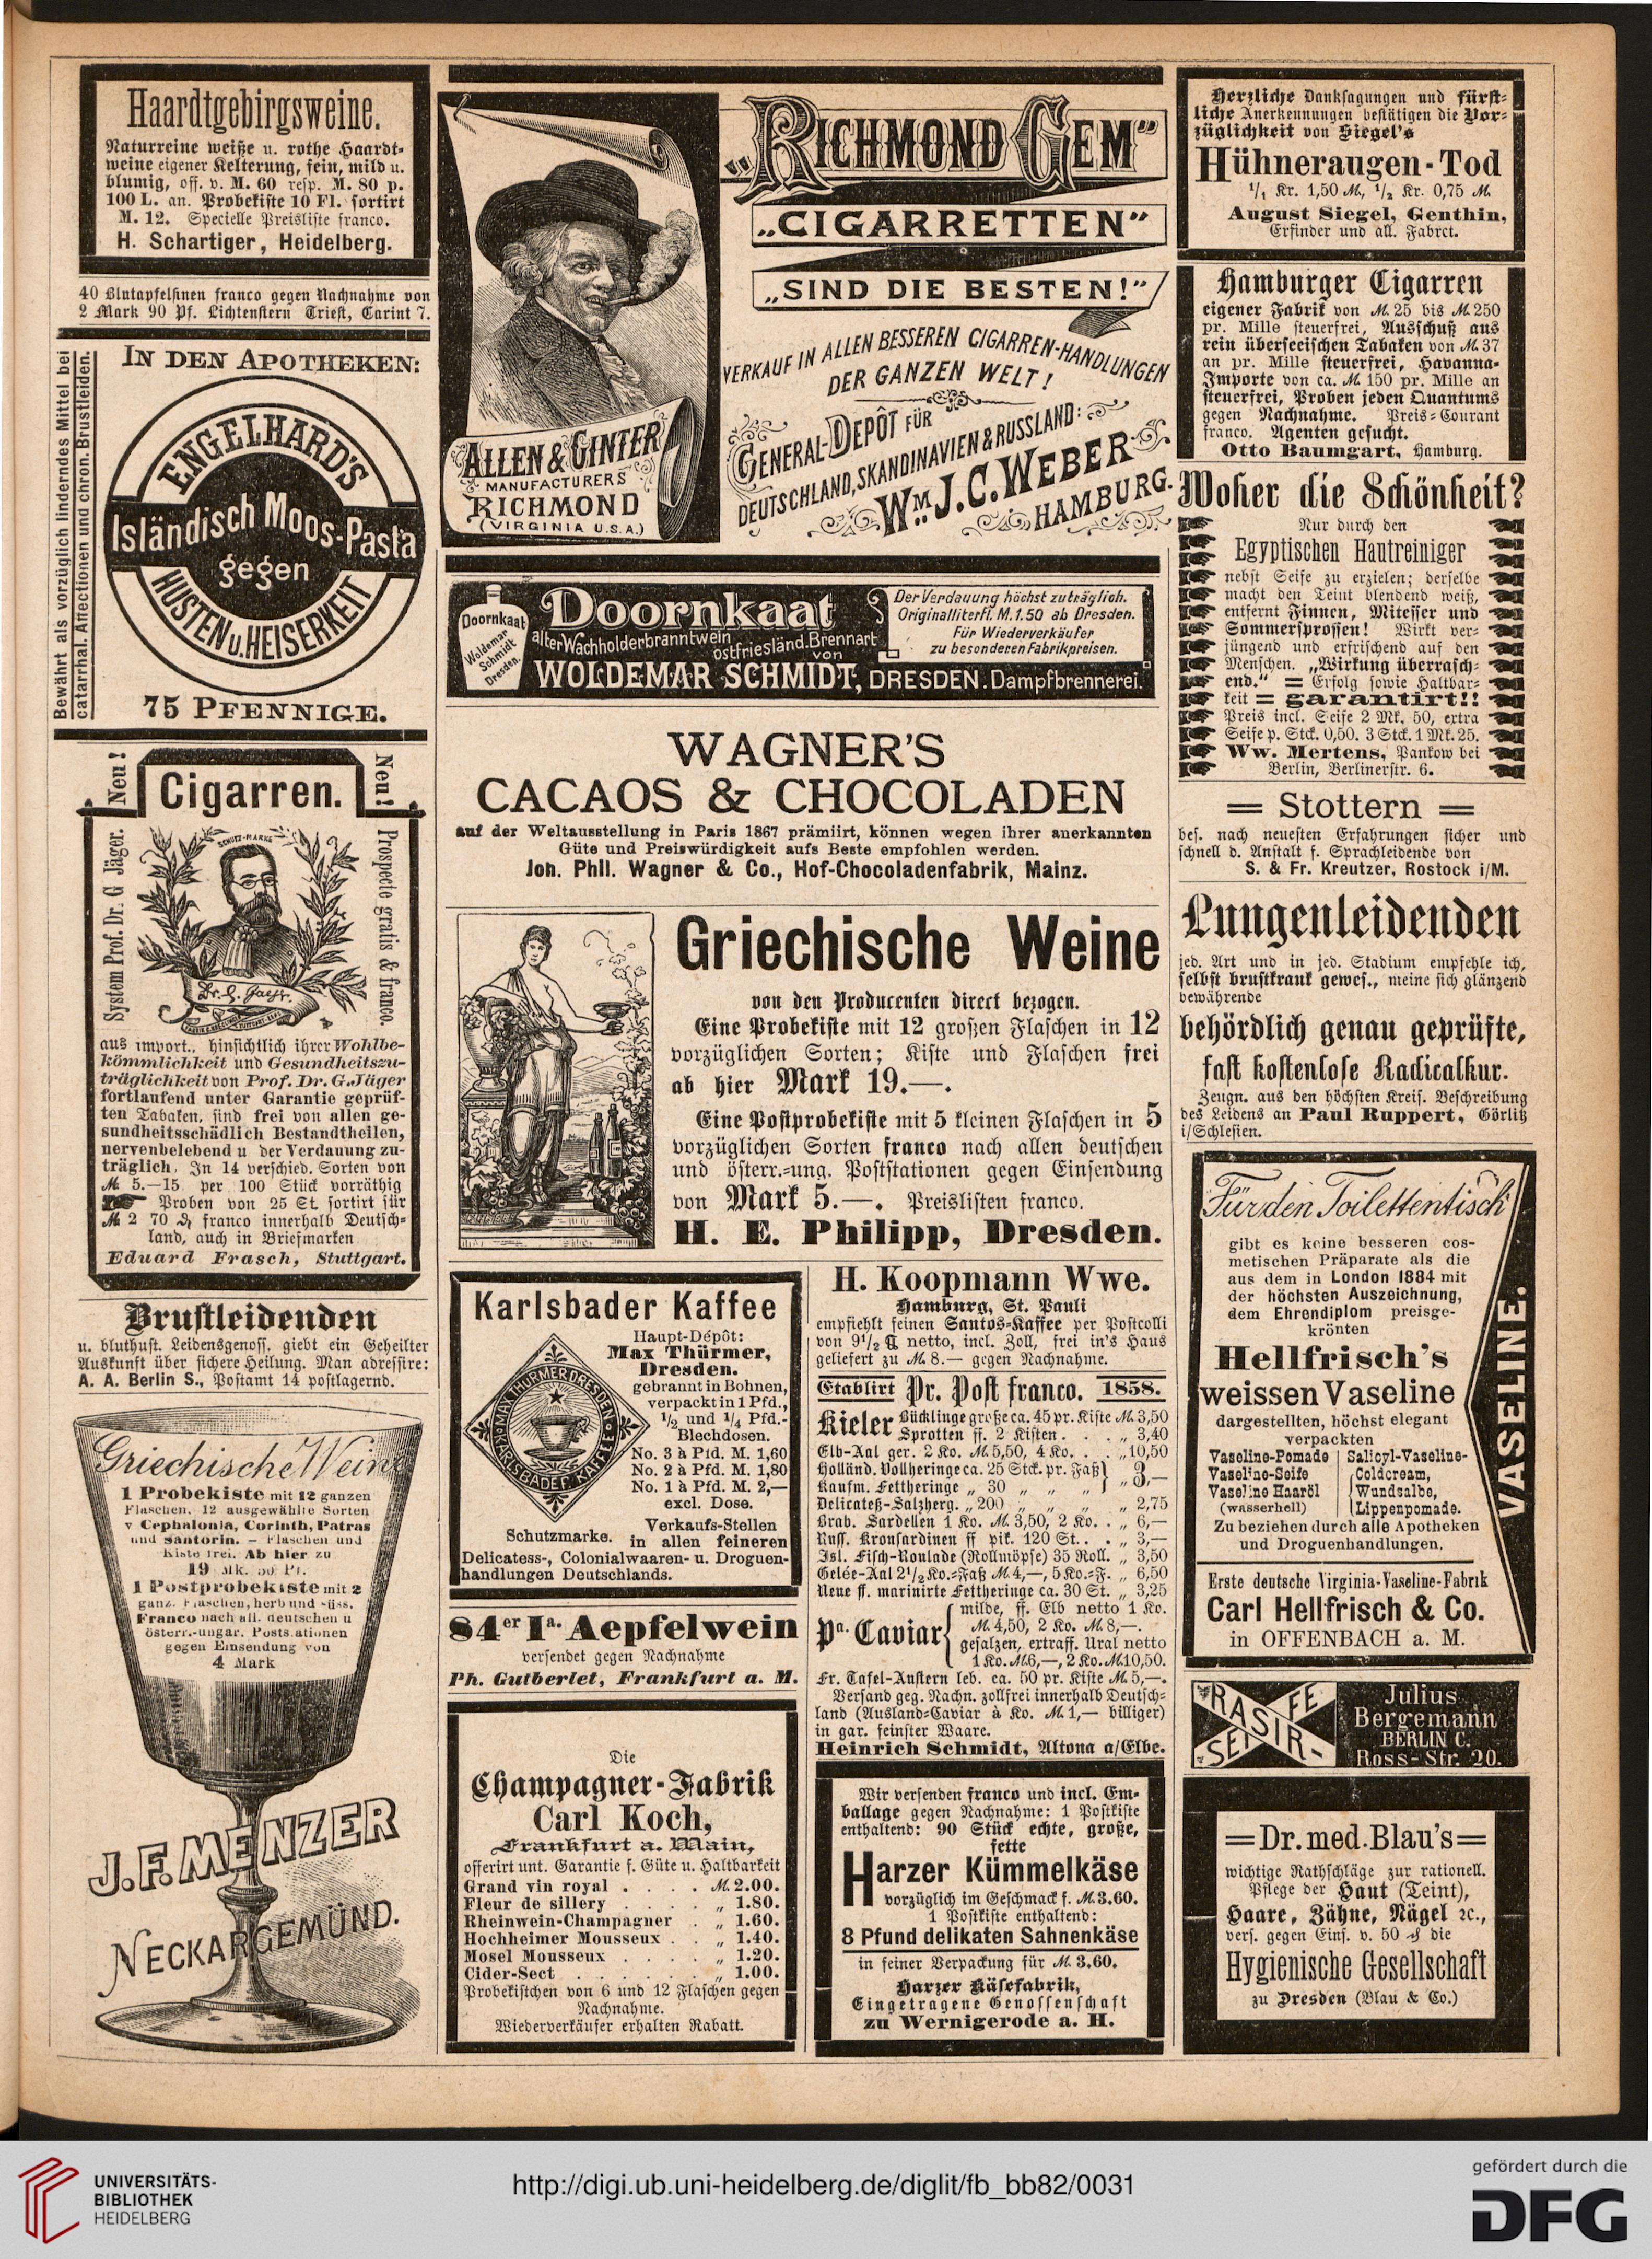 Haardtgebirgsweine.
Naturreine weiße u. rothe Haardt-
weine eigener Kelterung, fein, mild u.
blumig, off. v. M. 60 resp. M. 80 p.
100 L. an. Probekiste 10 Fl. sortirt
M. 12. Specielle Preisliste franco.
H. Schartiger, Heidelberg.
40 Blutapfelsinen franco gegen Nachnahme von
2 Mark 90 Pf. Lichtenstern Triest, Carint 7.
Bewährt als vorzüglich linderndes Mittel bei
catarrhal. Affectionen und chron. Brustleiden.
IN DEN APOTHEKEN:
ENGELHARD'S
Isländisch Moos-Pasta
gegen
HUSTEN u. HEISERKEIT
75 PFENNIGE.
Neu!
Cigarren.
Neu!
System Prof. Dr. G Jäger.
Prospecte gratis & franco.
SCHUTZ-MARKE
Dr. G. Jaeger.
aus import., hinsichtlich ihrer Wohlbe-
kömmlichkeit und Gesundheitszu-
träglichkeit von Prof. Dr. G. Jäger
fortlaufend unter Garantie geprüf-
ten Tabaken, sind frei von allen ge-
sundheitsschädlich Bestandtheilen,
nervenbelebend u der Verdauung zu-
träglich. In 14 verschied. Sorten von
M. 5.—15 per 100 Stück vorräthig
Proben von 25 St. sortirt für
M 2 70 ₰ franco innerhalb Deutsch-
land, auch in Briefmarken
Eduard Frasch, Stuttgart.
Brustleidenden
u. bluthust. Leidensgenoss. giebt ein Geheilter
Auskunft über sichere Heilung. Man adressire:
A. A. Berlin S., Postamt 14 postlagernd.
Griechische Weine
1 Probekiste mit 12 ganzen
Flaschen. 12 ausgewählte Sorten
v Cephalonia, Corinth, Patras
und Santorin. – Flaschen und
Kiste frei. Ab hier zu
19 Mk. 50 Pf.
1 Postprobekiste mit 2
ganz. Flaschen, herb und süss.
Franco nach all. deutschen u
österr.-ungar. Poststationen
gegen Einsendung von
4 Mark
J. F. MENZER
NECKARGEMÜND.
„RICHMOND GEM“
„CIGARRETTEN“
„SIND DIE BESTEN!“
VERKAUF IN ALLEN BESSEREN CIGARREN-HANDLUNGEN
DER GANZEN WELT!
GENERAL-DEPÔT FÜR
DEUTSCHLAND, SKANDINAVIEN & RUSSLAND:
WM. J. C. WEBER
HAMBURG.
ALLEN & GINTER
MANUFACTURERS
RICHMOND
(VIRGINIA U.S.A.)
Doornkaat
Woldemar
Schmidt
Dresden.
Doornkaat
alter Wachholderbranntwein
ostfriesländ. Brennart
von
WOLDEMAR SCHMIDT, DRESDEN. Dampfbrennerei.
Der Verdauung höchst zuträglich.
Originalliterfl. M. 1.50 ab Dresden.
Für Wiederverkäufer
zu besonderen Fabrikpreisen.
WAGNER'S
CACAOS & CHOCOLADEN
auf der Weltausstellung in Paris 1867 prämiirt, können wegen ihrer anerkannten
Güte und Preiswürdigkeit aufs Beste empfohlen werden.
Joh. Phil. Wagner & Co., Hof-Chocoladenfabrik, Mainz.
Griechische Weine
von den Producenten direct bezogen.
Eine Probekiste mit 12 großen Flaschen in 12
vorzüglichen Sorten; Kiste und Flaschen frei
ab hier Mark 19.—.
Eine Postprobekiste mit 5 kleinen Flaschen in 5
vorzüglichen Sorten franco nach allen deutschen
und österr.-ung. Poststationen gegen Einsendung
von Mark 5.—. Preislisten franco.
H. E. Philipp, Dresden.
Karlsbader Kaffee
MAX THÜRMER DRESDEN
KARLSBADER KAFFEE
Haupt-Dépôt:
Max Thürmer,
Dresden.
gebrannt in Bohnen,
verpackt in 1 Pfd.,
1/2 und 1/4 Pfd.-
Blechdosen.
No. 3 à Pfd. M. 1,60
No. 2 à Pfd. M. 1,80
No. 1 à Pfd. M. 2,—
excl. Dose.
Verkaufs-Stellen
Schutzmarke. in allen feineren
Delicatess-, Colonialwaaren- u. Droguen-
handlungen Deutschlands.
84er Ia. Aepfelwein
versendet gegen Nachnahme
Ph. Gutberlet, Frankfurt a. M.
Die
Champagner-Fabrik
Carl Koch,
Frankfurt a. Main,
offerirt unt. Garantie f. Güte u. Haltbarkeit
Grand vin royal . . . . M. 2.00.
Fleur de sillery . . . . „ 1.80.
Rheinwein-Champagner . „ 1.60.
Hochheimer Mousseux . . „ 1.40.
Mosel Mousseux . . . . „ 1.20.
Cider-Sect . . . . . . „ 1.00.
Probekistchen von 6 und 12 Flaschen gegen
Nachnahme.
Wiederverkäufer erhalten Rabatt.
H. Koopmann Wwe.
Hamburg, St. Pauli
empfiehlt feinen Santos-Kaffee per Postcolli
von 9 1/2 ℔ netto, incl. Zoll, frei in's Haus
geliefert zu M. 8.— gegen Nachnahme.
Etablirt Pr. Post franco. 1858.
Kieler Bücklinge große ca. 45 pr. Kiste M. 3,50
Sprotten ff. 2 Kisten . . . „ 3,40
Elb-Aal ger. 2 Ko. M. 5,50, 4 Ko. . . „ 10,50
Holländ. Vollheringe ca. 25 Stck. pr. Faß } „ 3,—
Kaufm. Fettheringe „ 30 „ „ „
Delicateß-Salzherg. „ 200 „ „ „ „ 2,75
Brab. Sardellen 1 Ko. M. 3,50, 2 Ko. . „ 6,—
Russ. Kronsardinen ff pik. 120 St. . . „ 3,—
Isl. Fisch-Roulade (Rollmöpse) 35 Roll. „ 3,50
Gelée-Aal 2 1/2 Ko.-Faß M. 4,—, 5 Ko.-F. „ 6,50
Neue ff. marinirte Fettheringe ca. 30 St. „ 3,25
Pa. Caviar { milde, ff. Elb netto 1 Ko.
M. 4,50, 2 Ko. M. 8,—.
gesalzen, extraff. Ural netto
1 Ko. M. 6,—, 2 Ko. M. 10,50.
Fr. Tafel-Austern leb. ca. 50 pr. Kiste M. 5,—.
Versand geg. Nachn. zollfrei innerhalb Deutsch-
land (Ausland-Caviar à Ko. M. 1,— billiger)
in gar. feinster Waare.
Heinrich Schmidt, Altona a/Elbe.
Wir versenden franco und incl. Em-
ballage gegen Nachnahme: 1 Postkiste
enthaltend: 90 Stück echte, große,
fette
Harzer Kümmelkäse
vorzüglich im Geschmack f. M. 3.60.
1 Postkiste enthaltend:
8 Pfund delikaten Sahnenkäse
in feiner Verpackung für M. 3.60.
Harzer Käsefabrik,
Eingetragene Genossenschaft
zu Wernigerode a. H.
Herzliche Danksagungen und fürst-
liche Anerkennungen bestätigen die Vor-
züglichkeit von Siegel's
Hühneraugen-Tod
1/1 Kr. 1,50 M., 1/2 Kr. 0,75 M.
August Siegel, Genthin,
Erfinder und all. Fabrct.
Hamburger Cigarren
eigener Fabrik von M. 25 bis M. 250
pr. Mille steuerfrei, Ausschuß aus
rein überseeischen Tabaken von M. 37
an pr. Mille steuerfrei, Havanna-
Importe von ca. M. 150 pr. Mille an
steuerfrei, Proben jeden Quantums
gegen Nachnahme. Preis-Courant
franco. Agenten gesucht.
Otto Baumgart, Hamburg.
Woher die Schönheit?
Nur durch den
Egyptischen Hautreiniger
nebst Seife zu erzielen; derselbe
macht den Teint blendend weiß,
entfernt Finnen, Mitesser und
Sommersprossen! Wirkt ver-
jüngend und erfrischend auf den
Menschen. „Wirkung überrasch-
end.“ = Erfolg sowie Haltbar-
keit = garantirt!!
Preis incl. Seife 2 Mk. 50, extra
Seife p. Stck. 0,50. 3 Stck. 1 Mk. 25.
Ww. Mertens, Pankow bei
Berlin, Berlinerstr. 6.
= Stottern =
bes. nach neuesten Erfahrungen sicher und
schnell d. Anstalt f. Sprachleidende von
S. & Fr. Kreutzer, Rostock i/M.
Lungenleidenden
jed. Art und in jed. Stadium empfehle ich,
selbst brustkrank gewes., meine sich glänzend
bewährende
behördlich genau geprüfte,
fast kostenlose Radicalkur.
Zeugn. aus den höchsten Kreis. Beschreibung
des Leidens an Paul Ruppert, Görlitz
i/Schlesien.
Für den Toilettentisch
gibt es keine besseren cos-
metischen Präparate als die
aus dem in London 1884 mit
der höchsten Auszeichnung,
dem Ehrendiplom preisge-
krönten
Hellfrisch's
weissen Vaseline
dargestellten, höchst elegant
verpackten
Vaseline-Pomade | Salicyl-Vaseline-
Vaseline-Seife | Coldcream,
Vaseline Haaröl | Wundsalbe,
(wasserhell) | Lippenpomade.
Zu beziehen durch alle Apotheken
und Droguenhandlungen.
VASELINE.
Erste deutsche Virginia-Vaseline-Fabrik
Carl Hellfrisch & Co.
in OFFENBACH a. M.
RASIR-
SEIFE
Julius
Bergemann
BERLIN C.
Ross-Str. 20.
=Dr. med. Blau's=
wichtige Rathschläge zur rationell.
Pflege der Haut (Teint),
Haare, Zähne, Nägel 2c.,
vers. gegen Eins. v. 50 ₰ die
Hygienische Gesellschaft
zu Dresden (Blau & Co.)
UNIVERSITÄTS-
BIBLIOTHEK
HEIDELBERG
http://digi.ub.uni-heidelberg.de/diglit/fb_bb82/0031
gefördert durch die
DFG